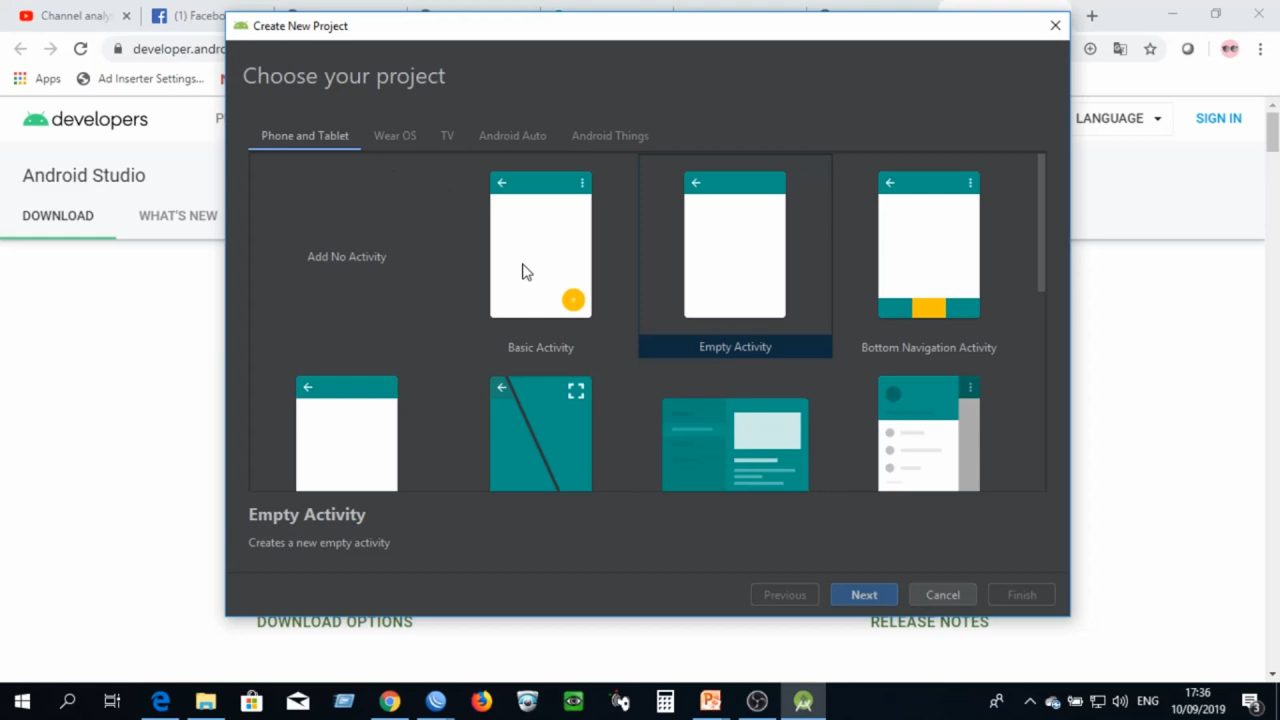 Channel analy
(1) Facebo
Create New Project
developer.andro
Apps
Ad Inserter Settings...
Choose your project
developers
LANGUAGE
SIGN IN
Phone and Tablet
Wear OS
TV
Android Auto
Android Things
Android Studio
DOWNLOAD
WHAT'S NEW
Add No Activity
Basic Activity
Empty Activity
Bottom Navigation Activity
Empty Activity
Creates a new empty activity
Previous
Next
Cancel
Finish
DOWNLOAD OPTIONS
RELEASE NOTES
ENG
17:36
10/09/2019
3